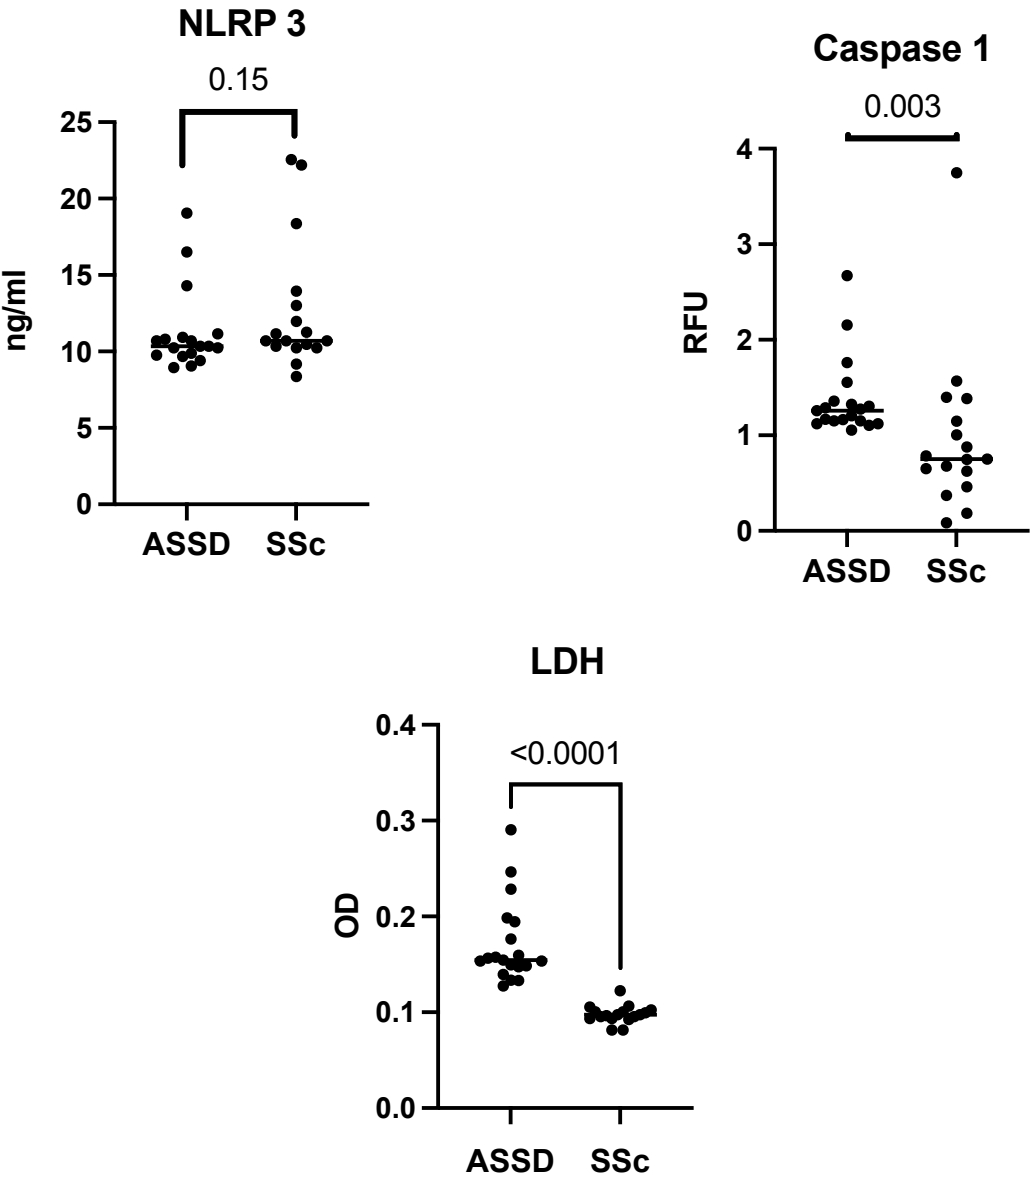 NLRP 3
0.15
25
20
15
10
5
0
ng/ml
ASSD SSc
Caspase 1
0.003
4
3
2
1
0
RFU
ASSD SSc
LDH
<0.0001
0.4
0.3
0.2
0.1
0.0
OD
ASSD SSc